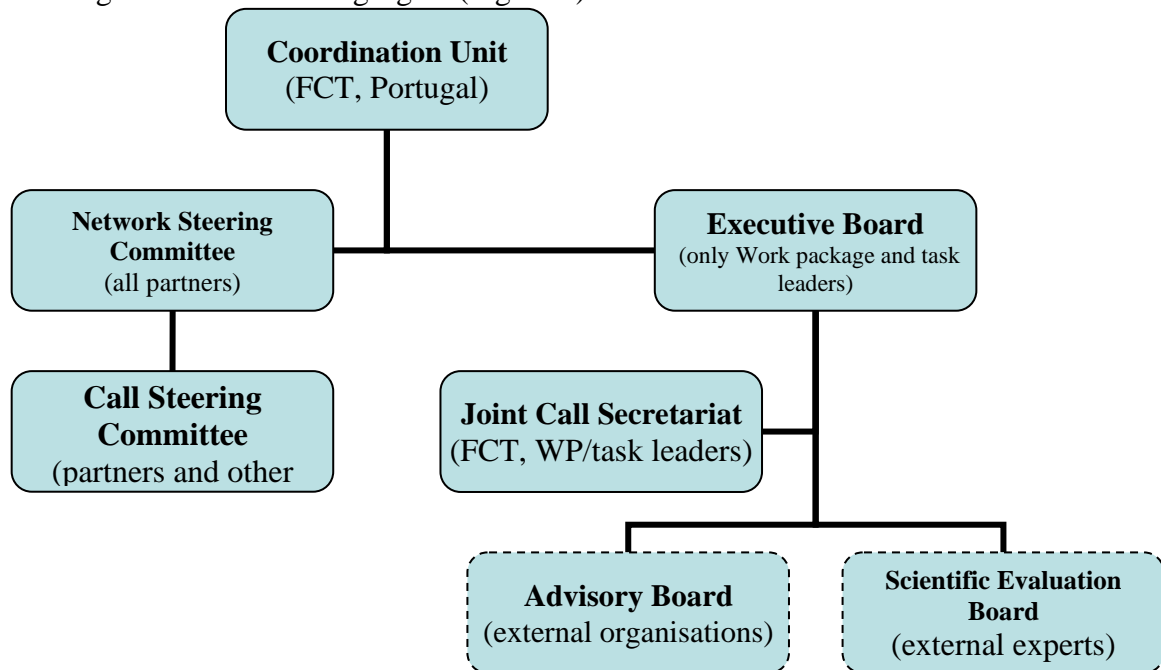 Coordination Unit
(FCT, Portugal)
Network Steering
Committee
(all partners)
Executive Board
(only Work package and task
leaders)
Call Steering
Committee
(partners and other
Joint Call Secretariat
(FCT, WP/task leaders)
Advisory Board
(external organisations)
Scientific Evaluation
Board
(external experts)